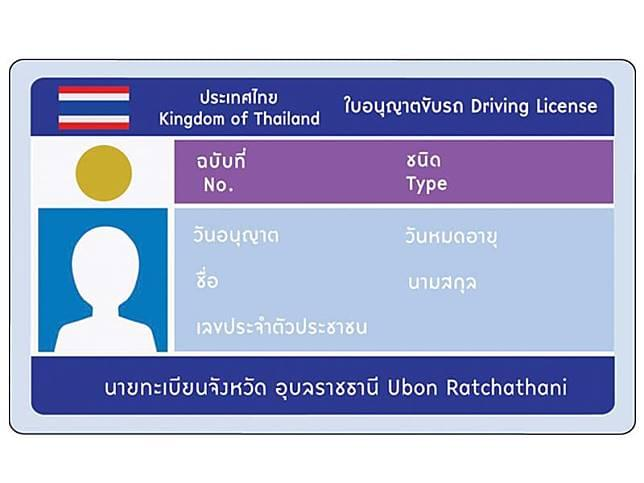 ประเทศไทย
Kingdom of Thailand
ใบอนุญาตขับรถ Driving License
ฉบับที่ ชนิด
No. Type
วันอนุญาต วันหมดอายุ
ชื่อ นามสกุล
เลขประจำตัวประชาชน
นายทะเบียนจังหวัด อุบลราชธานี Ubon Ratchathani